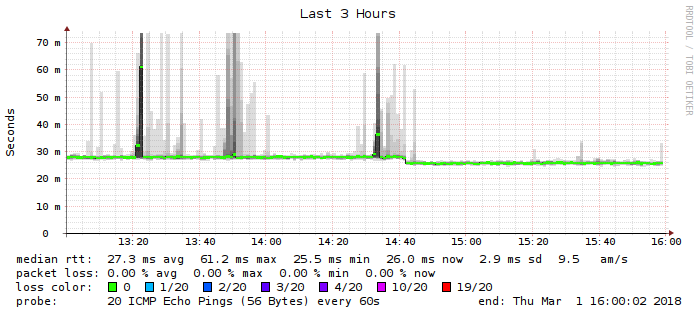 Last 3 Hours
RRDTOOL / TOBI OETIKER
Seconds
70 m
60 m
50 m
40 m
30 m
20 m
10 m
0
13:20 13:40 14:00 14:20 14:40 15:00 15:20 15:40 16:00
median rtt: 27.3 ms avg 61.2 ms max 25.5 ms min 26.0 ms now 2.9 ms sd 9.5 am/s
packet loss: 0.00 % avg 0.00 % max 0.00 % min 0.00 % now
loss color: 0 1/20 2/20 3/20 4/20 10/20 19/20
probe: 20 ICMP Echo Pings (56 Bytes) every 60s end: Thu Mar 1 16:00:02 2018